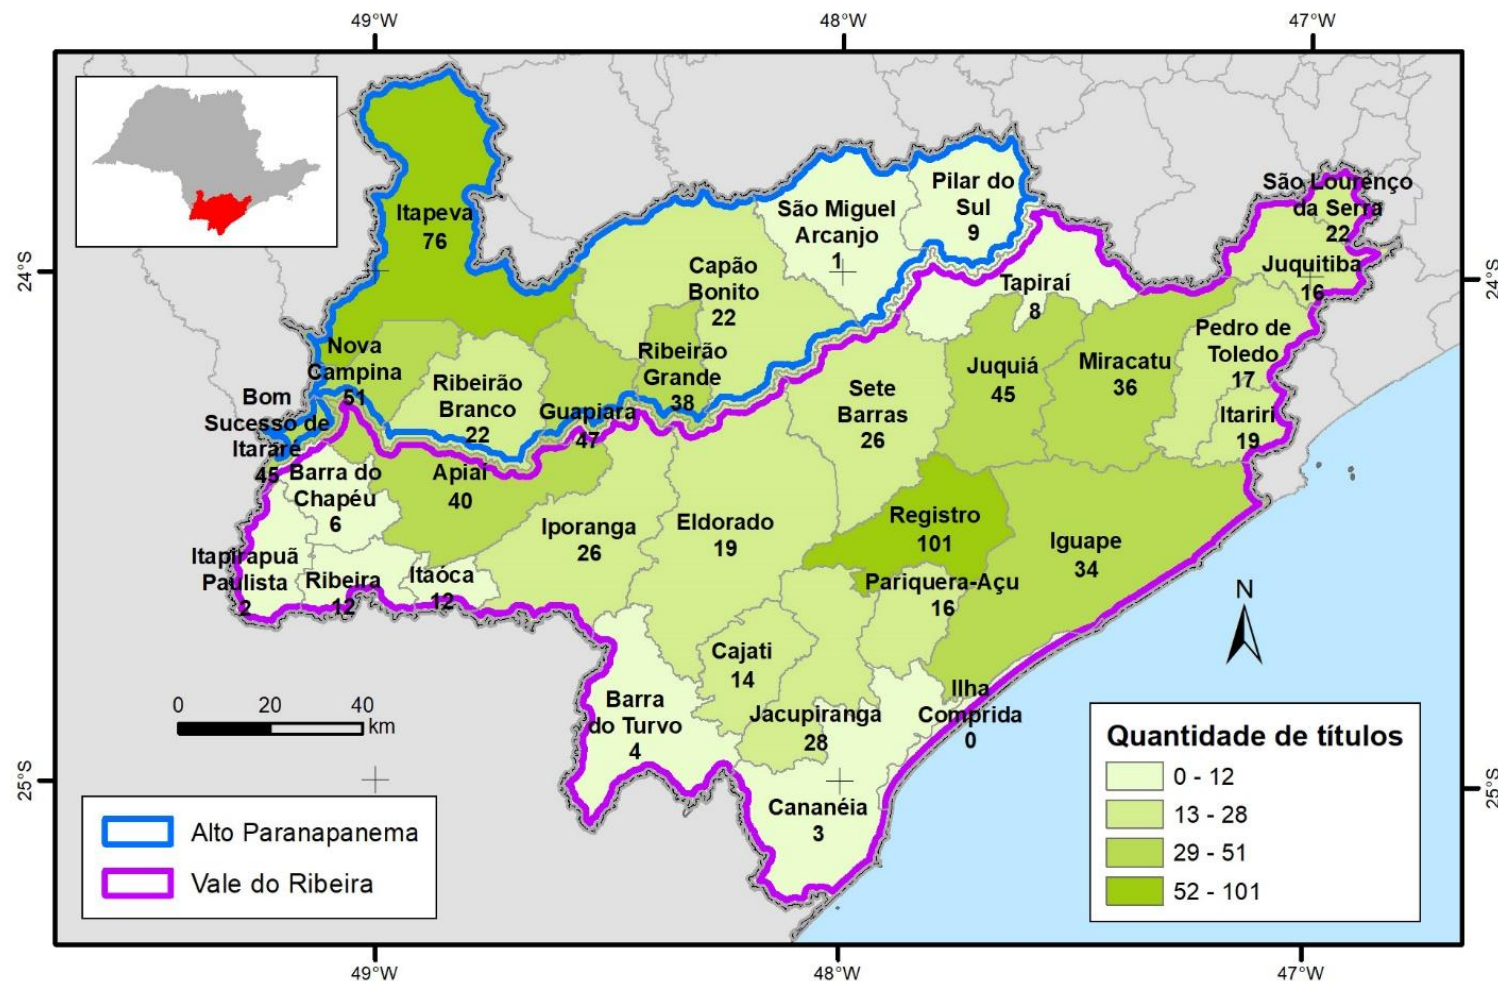 49°W
48°W
47°W
24°S
24°S
25°S
25°S
49°W
48°W
47°W
Itapeva
76
São Miguel
Arcanjo
1
Pilar do
Sul
9
São Lourenço
da Serra
22
Juquitiba
16
Capão
Bonito
22
Tapiraí
8
Nova
Campina
51
Ribeirão
Branco
22
Guapiara
47
Ribeirão
Grande
38
Sete
Barras
26
Juquiá
45
Miracatu
36
Pedro de
Toledo
17
Itariri
19
Bom
Sucesso de
Itararé
45
Barra do
Chapéu
6
Apiaí
40
Iporanga
26
Eldorado
19
Registro
101
Iguape
34
Itapirapuã
Paulista
2
Ribeira
12
Itaóca
12
Pariquera-Açu
16
Cajati
14
Barra
do Turvo
4
Jacupiranga
28
Ilha
Comprida
0
Cananéia
3
N
0 20 40
km
Alto Paranapanema
Vale do Ribeira
Quantidade de títulos
0 - 12
13 - 28
29 - 51
52 - 101